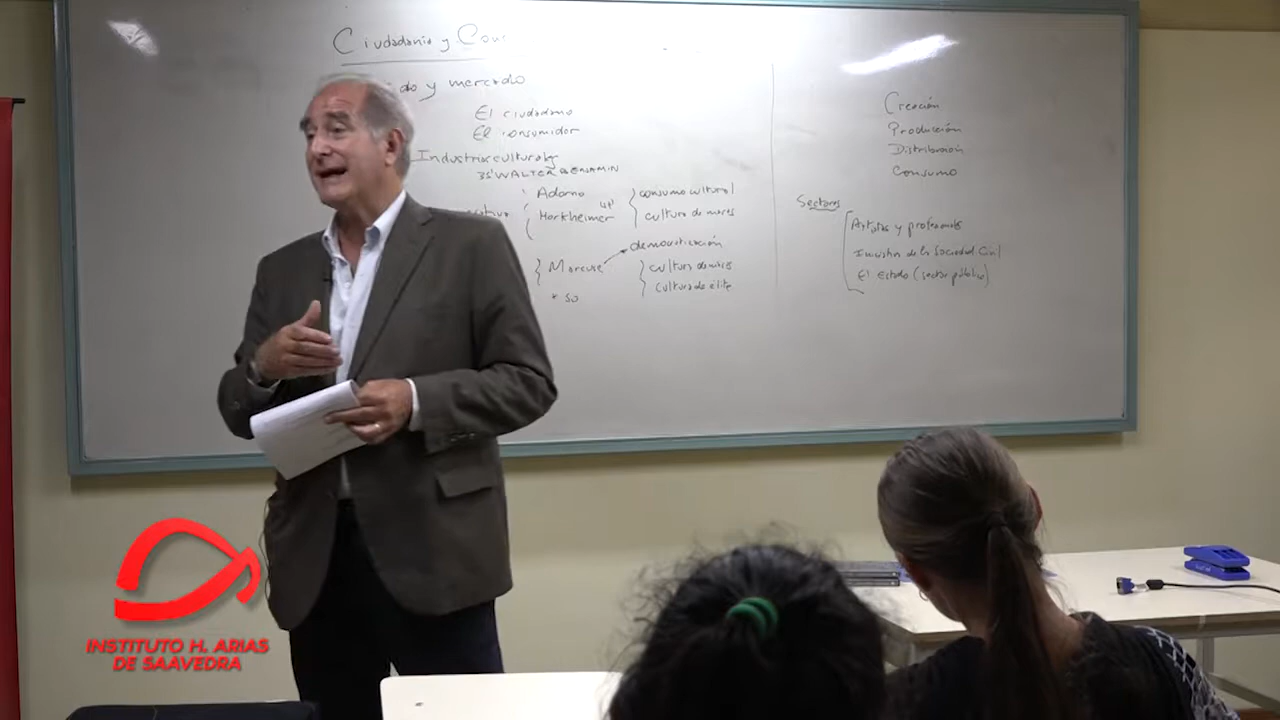 Ciudadanía y Con
do y mercado
El ciudadano
El consumidor
Industrias culturales
WALTER BENJAMIN
Adorno
Horkheimer
consumo cultural
cultura de masas
democratización
Marcuse
cultura de masas
cultura de élite
* So
Creación
Producción
Distribución
Consumo
Sectores
Artistas y profesionales
de la Sociedad Civil
El Estado (sector público)
INSTITUTO H. ARIAS
DE SAAVEDRA